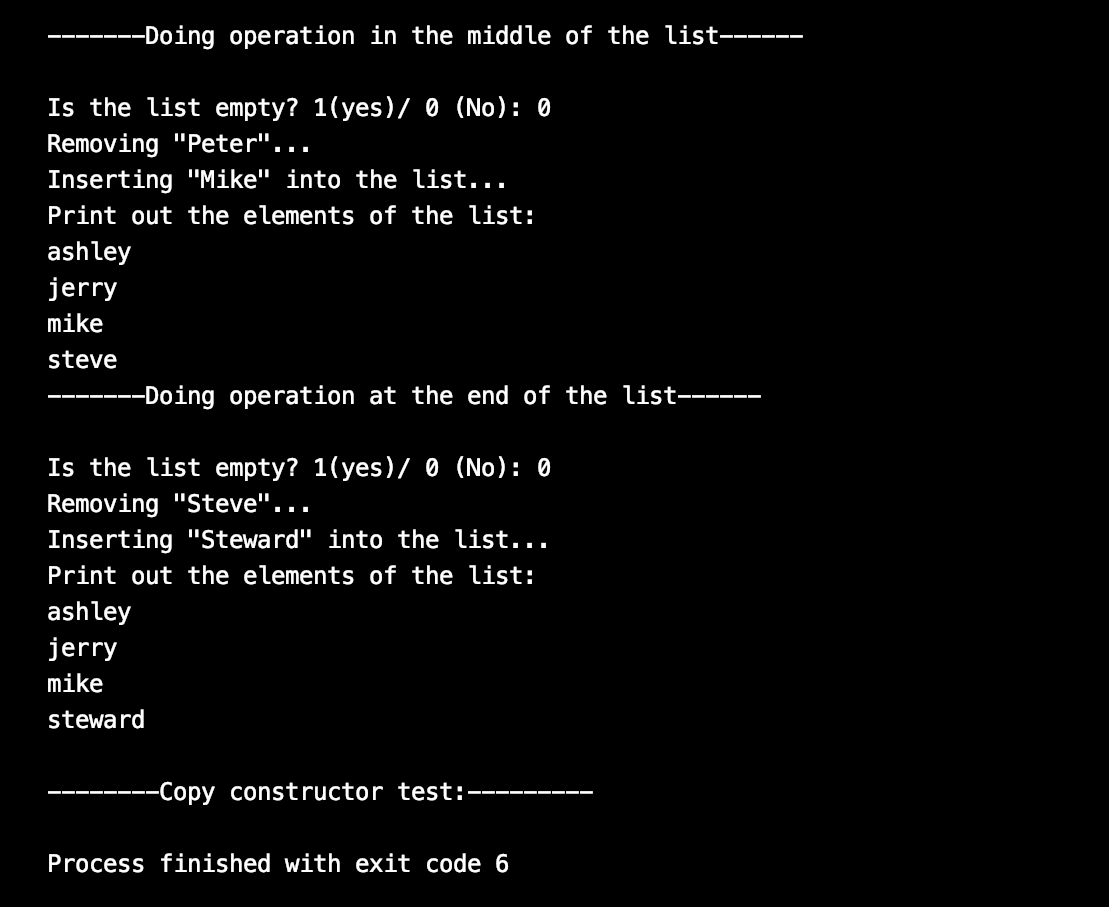 -------Doing operation in the middle of the list------
Is the list empty? 1(yes)/ 0 (No): 0
Removing "Peter"...
Inserting "Mike" into the list...
Print out the elements of the list:
ashley
jerry
mike
steve
-------Doing operation at the end of the list------
Is the list empty? 1(yes)/ 0 (No): 0
Removing "Steve"...
Inserting "Steward" into the list...
Print out the elements of the list:
ashley
jerry
mike
steward
--------Copy constructor test:---------
Process finished with exit code 6